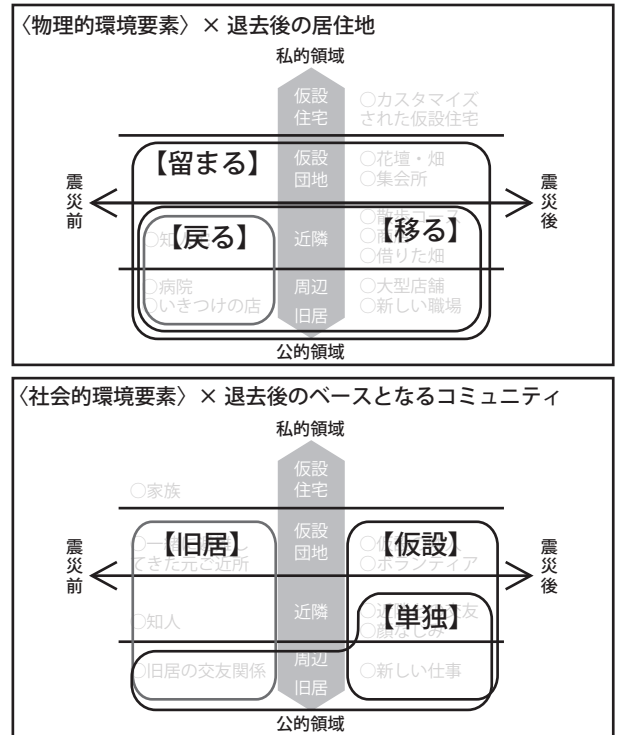 〈物理的環境要素〉× 退去後の居住地
私的領域
仮設
住宅
○カスタマイズ
された仮設住宅
【留まる】
仮設
団地
○花壇・畑
○集会所
震災前
震災後
○散歩コース
【戻る】
近隣
【移る】
○借りた畑
○病院
○いきつけの店
周辺
旧居
○大型店舗
○新しい職場
公的領域
〈社会的環境要素〉× 退去後のベースとなるコミュニティ
私的領域
○家族
仮設
住宅
【旧居】
仮設
団地
【仮設】
てきた元ご近所
○ボランティア
震災前
震災後
○知人
近隣
【単独】
○顔なじみ
○旧居の交友関係
周辺
旧居
○新しい仕事
公的領域